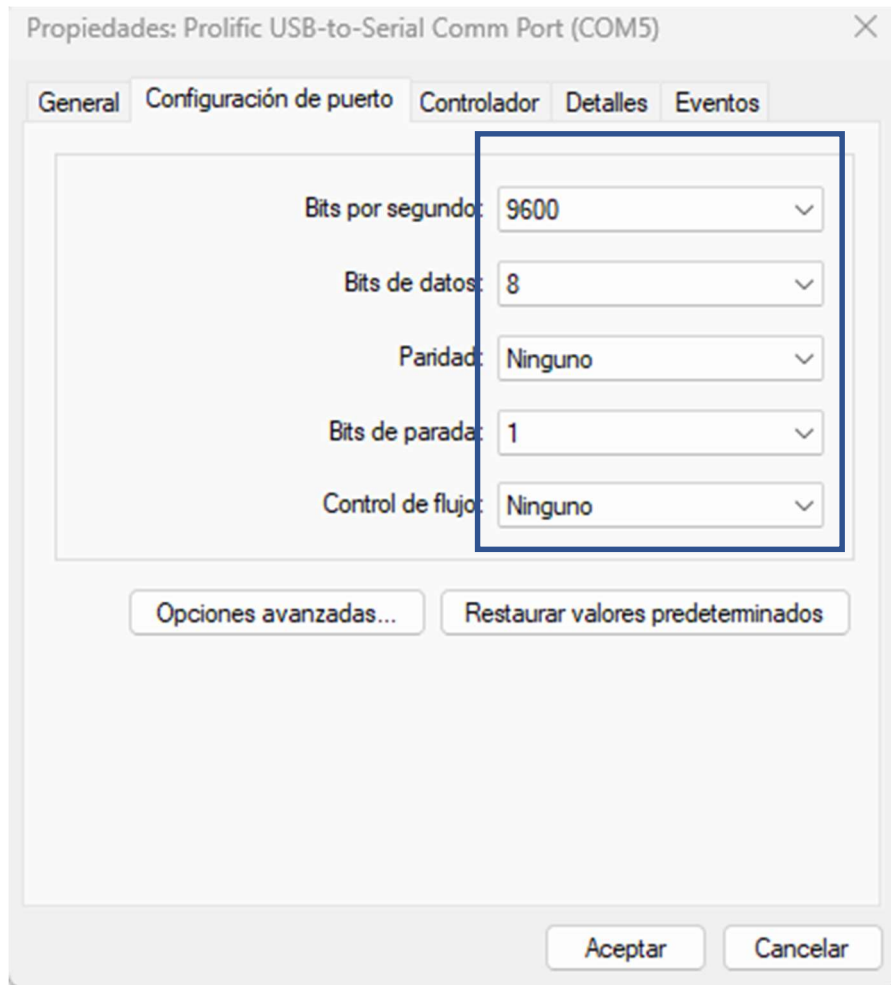 Propiedades: Prolific USB-to-Serial Comm Port (COM5)
General Configuración de puerto Controlador Detalles Eventos
Bits por segundo: 9600
Bits de datos: 8
Paridad: Ninguno
Bits de parada: 1
Control de flujo: Ninguno
Opciones avanzadas... Restaurar valores predeterminados
Aceptar Cancelar